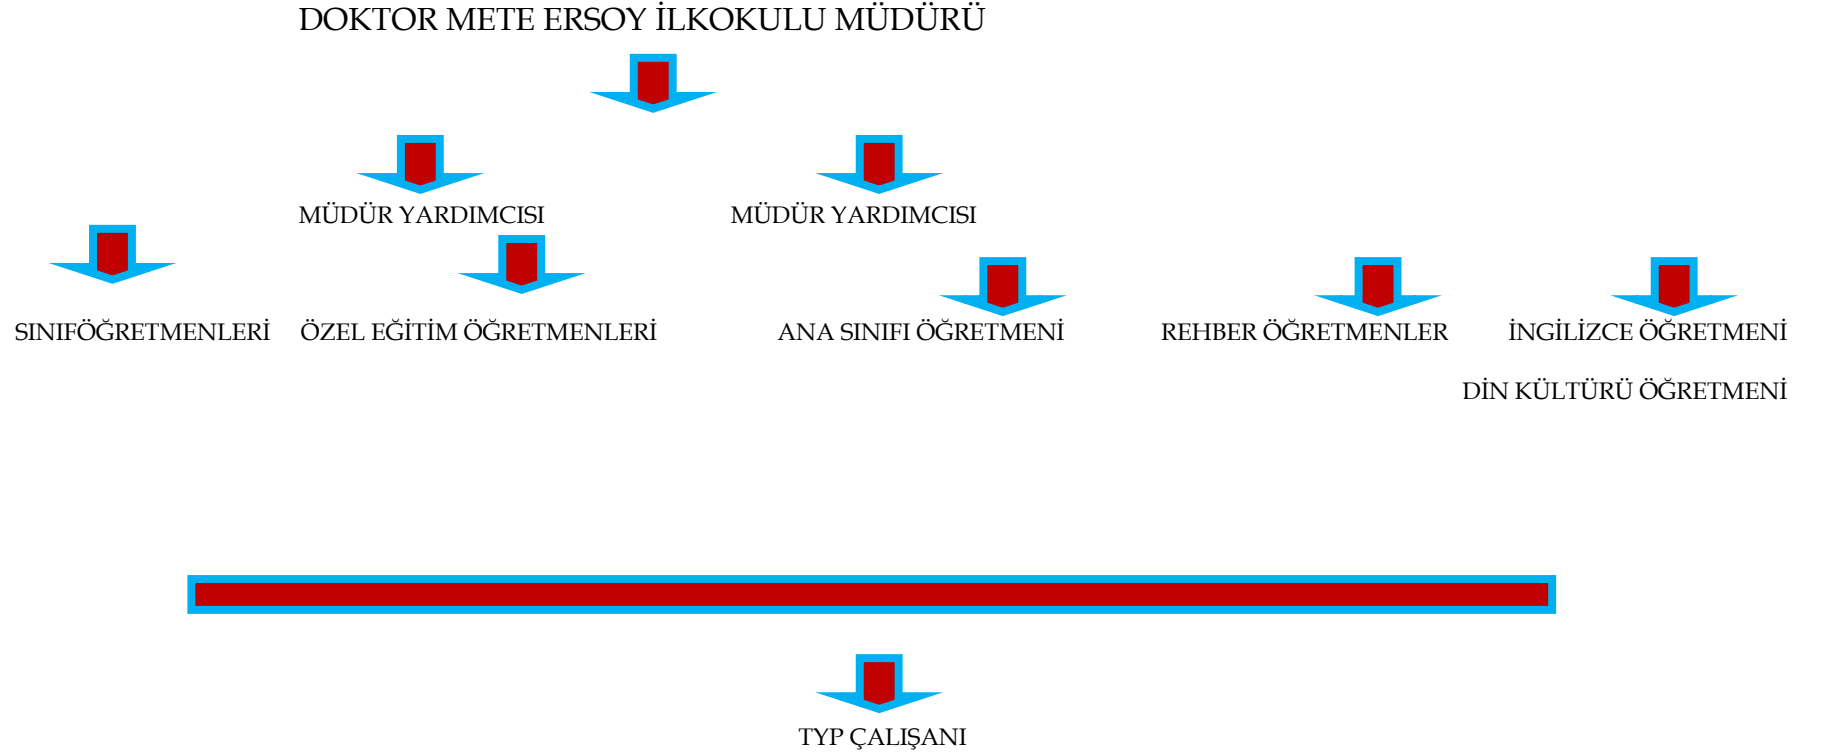 DOKTOR METE ERSOY İLKOKULU MÜDÜRÜ
MÜDÜR YARDIMCISI MÜDÜR YARDIMCISI
SINIFÖĞRETMENLERİ ÖZEL EĞİTİM ÖĞRETMENLERİ ANA SINIFI ÖĞRETMENİ REHBER ÖĞRETMENLER İNGİLİZCE ÖĞRETMENİ
DİN KÜLTÜRÜ ÖĞRETMENİ
TYP ÇALIŞANI